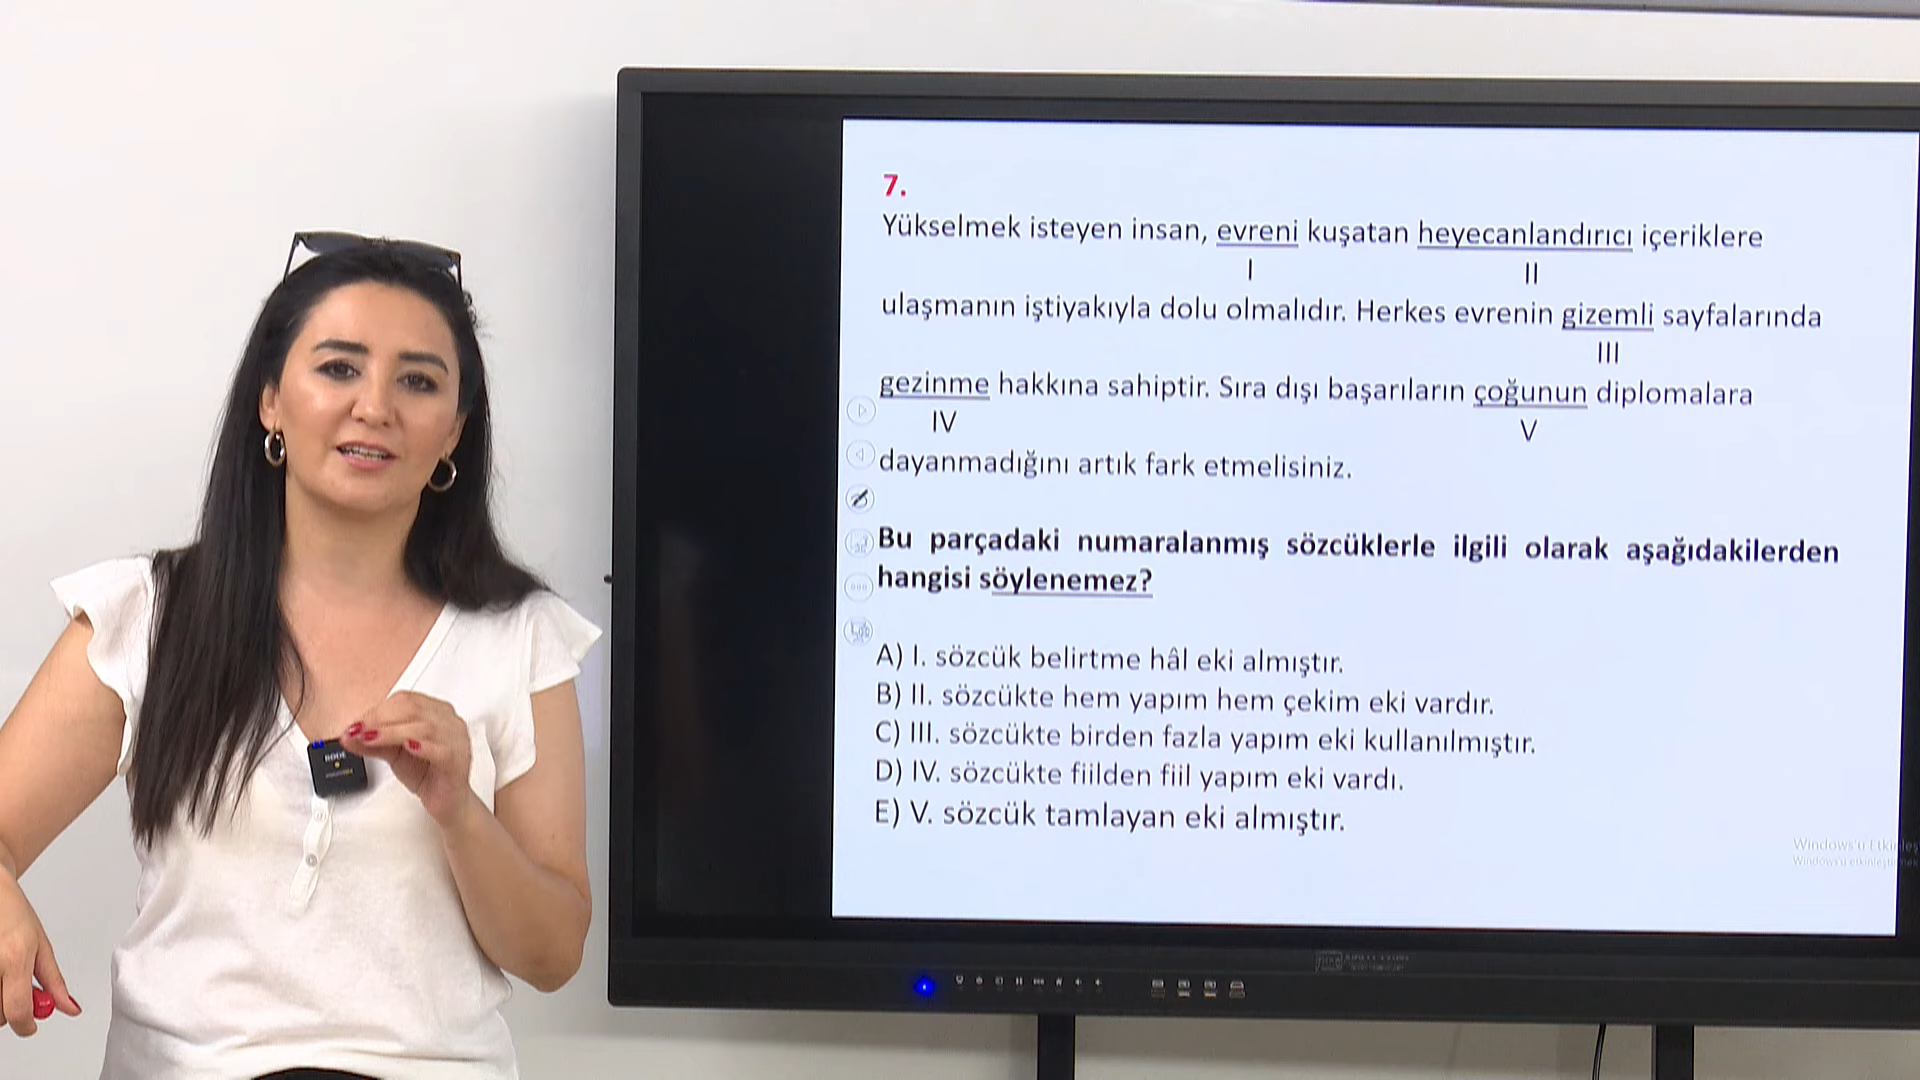 7.
Yükselmek isteyen insan, evreni kuşatan heyecanlandırıcı içeriklere
I II
ulaşmanın iştiyakıyla dolu olmalıdır. Herkes evrenin gizemli sayfalarında
III
gezinme hakkına sahiptir. Sıra dışı başarıların çoğunun diplomalara
IV V
dayanmadığını artık fark etmelisiniz.
Bu parçadaki numaralanmış sözcüklerle ilgili olarak aşağıdakilerden
hangisi söylenemez?
A) I. sözcük belirtme hâl eki almıştır.
B) II. sözcükte hem yapım hem çekim eki vardır.
C) III. sözcükte birden fazla yapım eki kullanılmıştır.
D) IV. sözcükte fiilden fiil yapım eki vardı.
E) V. sözcük tamlayan eki almıştır.
RODE